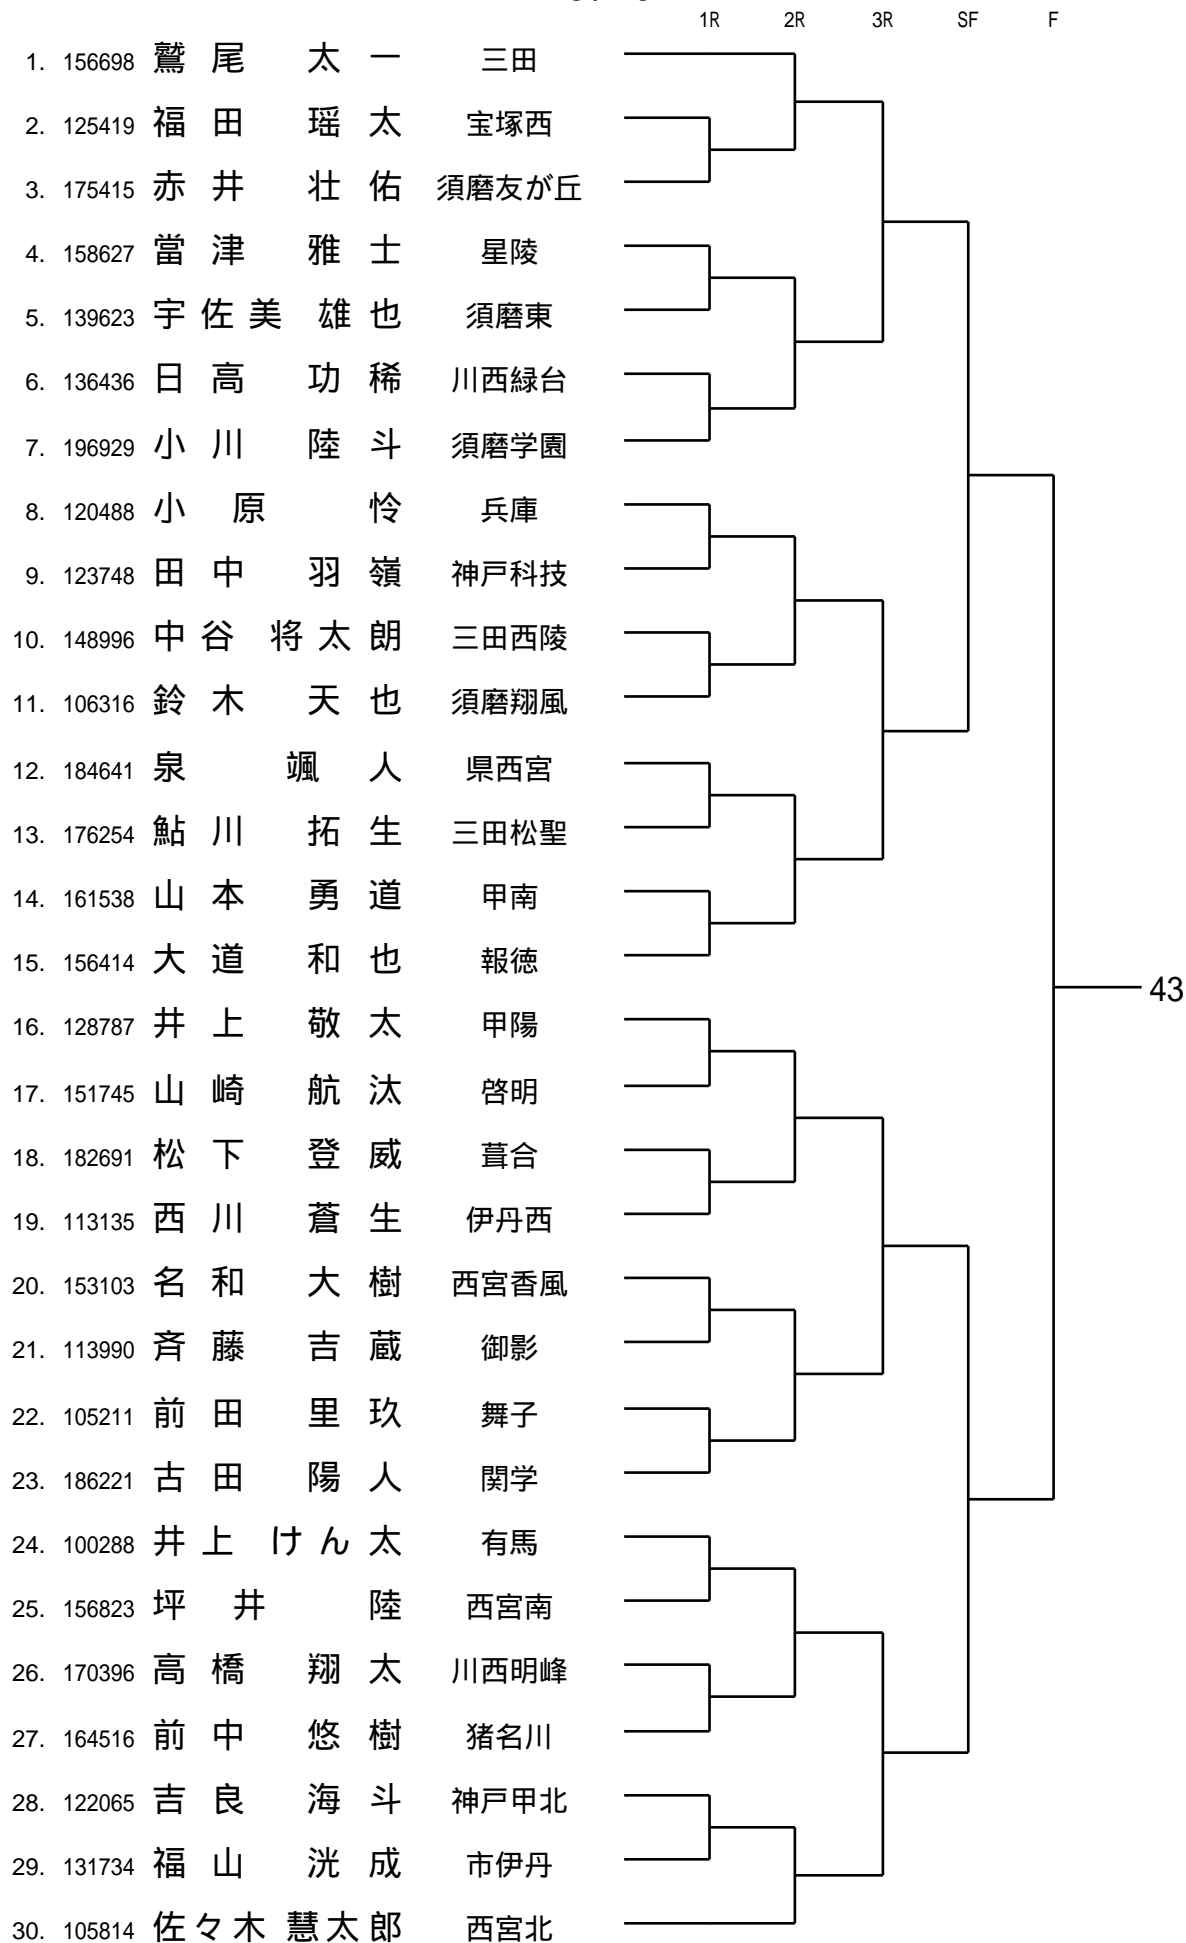 1R 2R 3R SF F
1. 156698 鷲尾 太一 三田
2. 125419 福田 瑶太 宝塚西
3. 175415 赤井 壮佑 須磨友が丘
4. 158627 當津 雅士 星陵
5. 139623 宇佐美 雄也 須磨東
6. 136436 日高 功稀 川西緑台
7. 196929 小川 陸斗 須磨学園
8. 120488 小原 怜 兵庫
9. 123748 田中 羽嶺 神戸科技
10. 148996 中谷 将太朗 三田西陵
11. 106316 鈴木 天也 須磨翔風
12. 184641 泉 颯人 県西宮
13. 176254 鮎川 拓生 三田松聖
14. 161538 山本 勇道 甲南
15. 156414 大道 和也 報徳
43
16. 128787 井上 敬太 甲陽
17. 151745 山崎 航汰 啓明
18. 182691 松下 登威 葺合
19. 113135 西川 蒼生 伊丹西
20. 153103 名和 大樹 西宮香風
21. 113990 斉藤 吉蔵 御影
22. 105211 前田 里玖 舞子
23. 186221 古田 陽人 関学
24. 100288 井上 けん太 有馬
25. 156823 坪井 陸 西宮南
26. 170396 高橋 翔太 川西明峰
27. 164516 前中 悠樹 猪名川
28. 122065 吉良 海斗 神戸甲北
29. 131734 福山 洸成 市伊丹
30. 105814 佐々木 慧太郎 西宮北